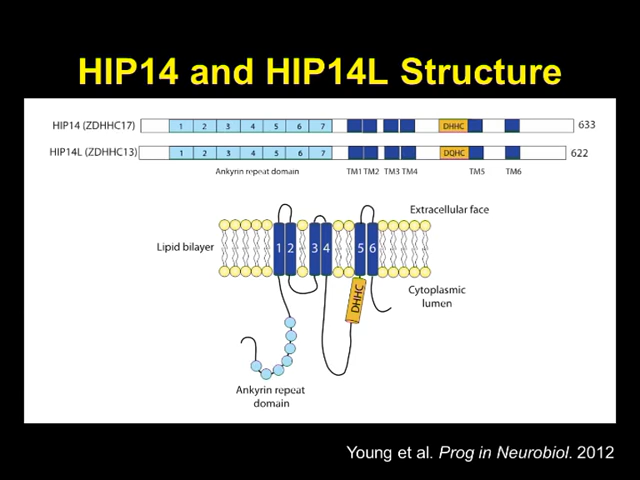 HIP14 and HIP14L Structure
HIP14 (ZDHHC17) 1 2 3 4 5 6 7 DHHC 633
HIP14L (ZDHHC13) 1 2 3 4 5 6 7 DQHC 622
Ankyrin repeat domain TM1 TM2 TM3 TM4 TM5 TM6
Extracellular face
Lipid bilayer 1 2 3 4 5 6
Cytoplasmic
lumen
DHHC
Ankyrin repeat
domain
Young et al. Prog in Neurobiol. 2012